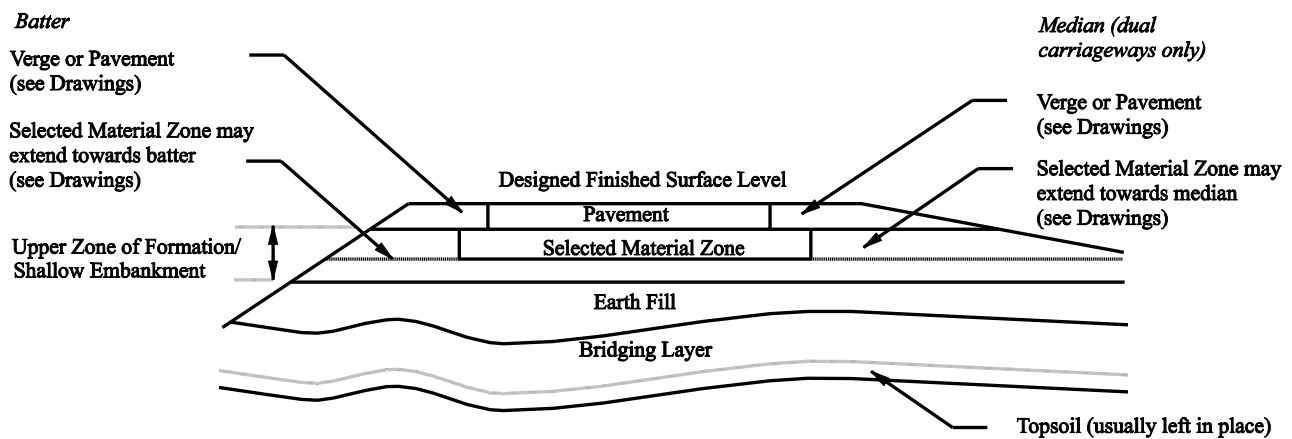 Batter
Verge or Pavement
(see Drawings)
Selected Material Zone may
extend towards batter
(see Drawings)
Upper Zone of Formation/
Shallow Embankment
Designed Finished Surface Level
Pavement
Selected Material Zone
Earth Fill
Bridging Layer
Median (dual
carriageways only)
Verge or Pavement
(see Drawings)
Selected Material Zone may
extend towards median
(see Drawings)
Topsoil (usually left in place)